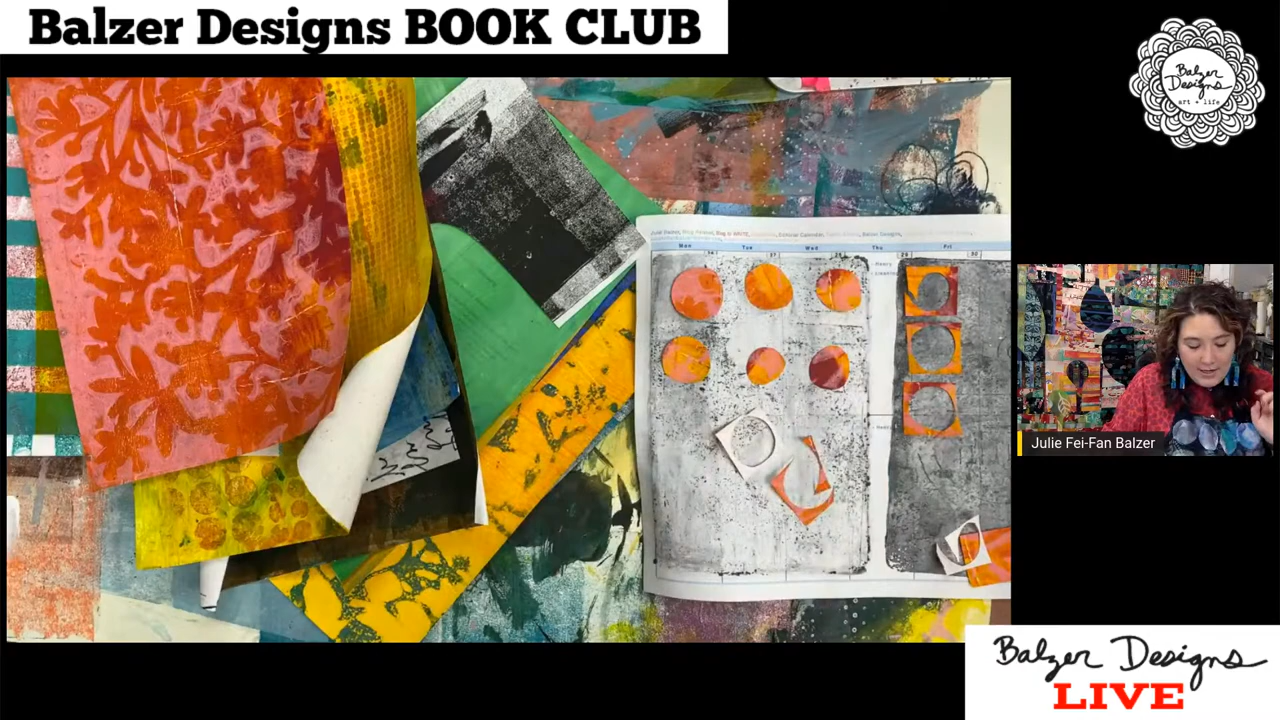 Balzer Designs BOOK CLUB
Balzer
Designs
art + life
Mon Tue Wed Thu Fri
Julie Fei-Fan Balzer
Balzer Designs
LIVE